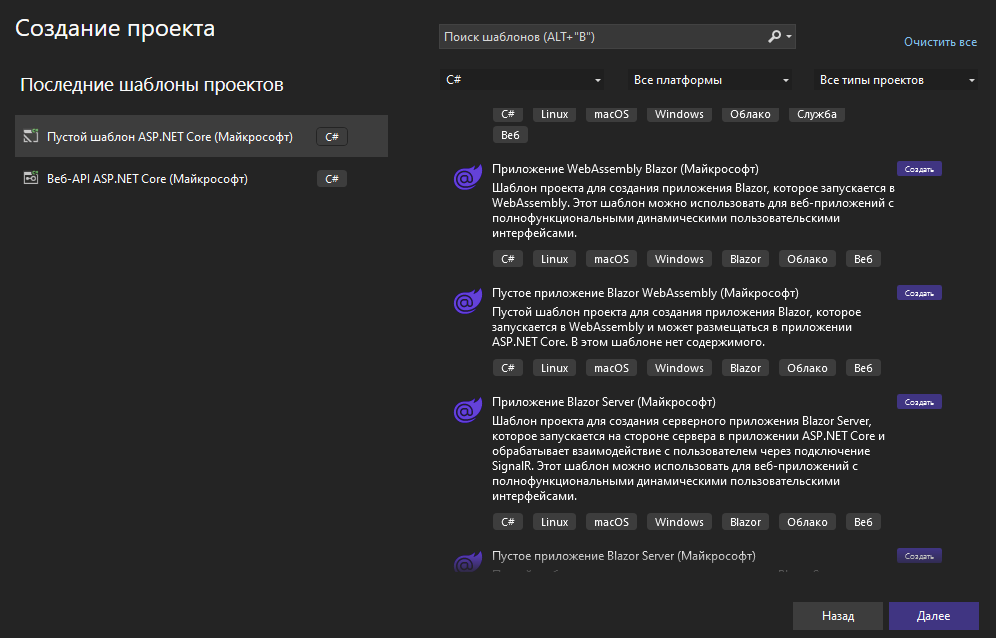 Создание проекта
Поиск шаблонов (ALT+"B")
Очистить все
Последние шаблоны проектов
C#
Все платформы
Все типы проектов
Пустой шаблон ASP.NET Core (Майкрософт)
C#
Веб-API ASP.NET Core (Майкрософт)
C#
C# Linux macOS Windows Облако Служба
Веб
Приложение WebAssembly Blazor (Майкрософт)
Создать
Шаблон проекта для создания приложения Blazor, которое запускается в
WebAssembly. Этот шаблон можно использовать для веб-приложений с
полнофункциональными динамическими пользовательскими
интерфейсами.
C# Linux macOS Windows Blazor Облако Веб
Пустое приложение Blazor WebAssembly (Майкрософт)
Создать
Пустой шаблон проекта для создания приложения Blazor, которое
запускается в WebAssembly и может размещаться в приложении
ASP.NET Core. В этом шаблоне нет содержимого.
C# Linux macOS Windows Blazor Облако Веб
Приложение Blazor Server (Майкрософт)
Создать
Шаблон проекта для создания серверного приложения Blazor Server,
которое запускается на стороне сервера в приложении ASP.NET Core и
обрабатывает взаимодействие с пользователем через подключение
SignalR. Этот шаблон можно использовать для веб-приложений с
полнофункциональными динамическими пользовательскими
интерфейсами.
C# Linux macOS Windows Blazor Облако Веб
Пустое приложение Blazor Server (Майкрософт)
Создать
Назад
Далее